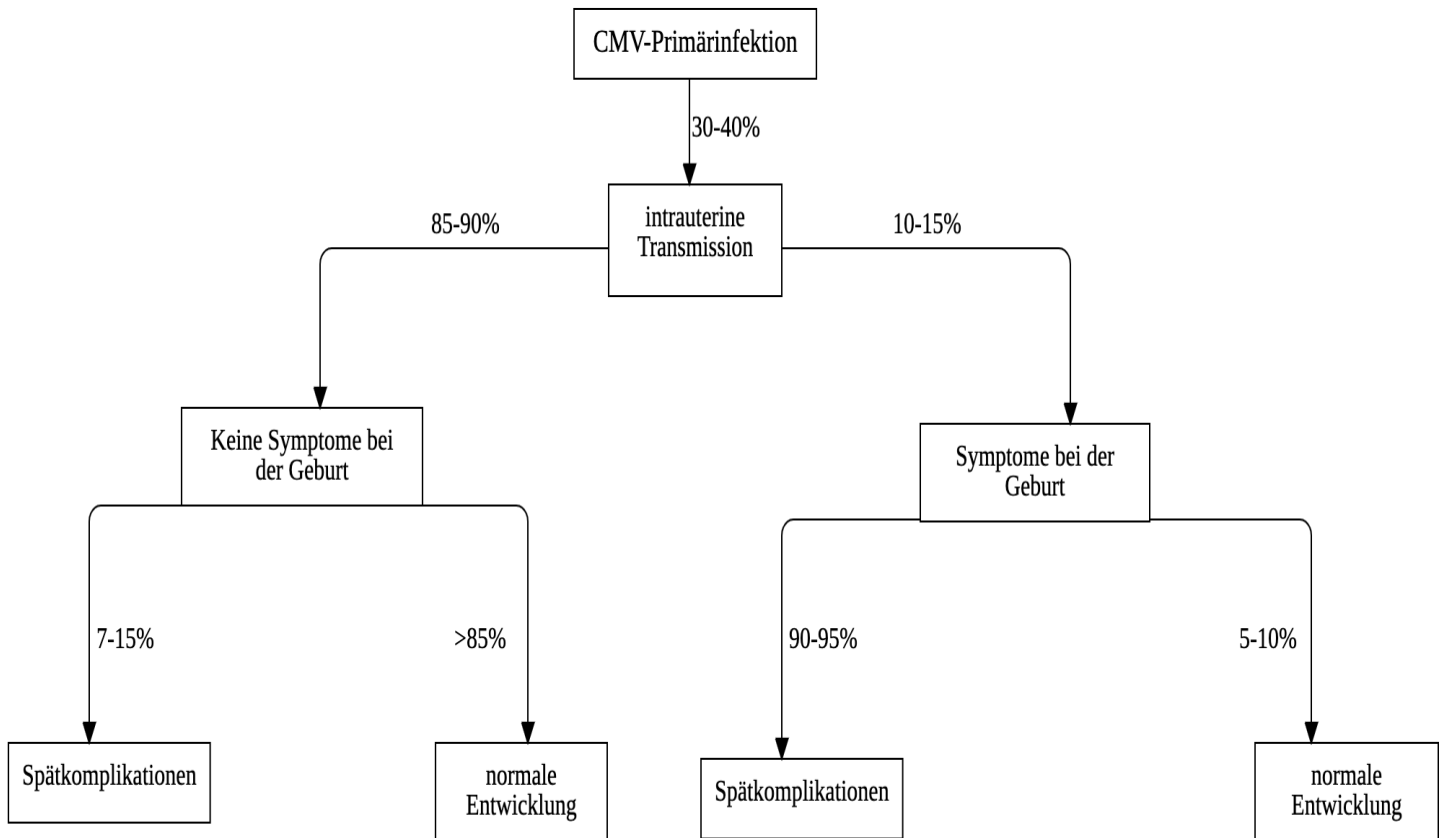 CMV-Primärinfektion
30-40%
intrauterine
Transmission
85-90%
10-15%
Keine Symptome bei
der Geburt
Symptome bei der
Geburt
7-15%
>85%
90-95%
5-10%
Spätkomplikationen
normale
Entwicklung
Spätkomplikationen
normale
Entwicklung